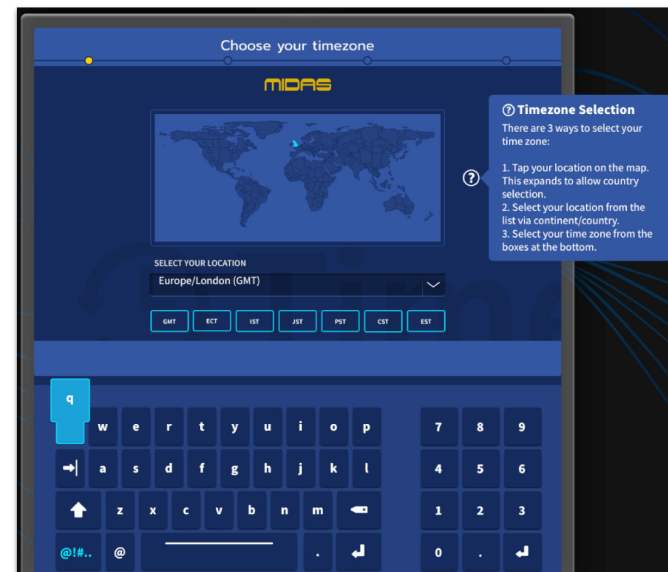 Choose your timezone
MIDAS
? Timezone Selection
There are 3 ways to select your
time zone:
1. Tap your location on the map.
This expands to allow country
selection.
2. Select your location from the
list via continent/country.
3. Select your time zone from the
boxes at the bottom.
?
SELECT YOUR LOCATION
Europe/London (GMT)
GMT ECT IST JST PST CST EST
q w e r t y u i o p 7 8 9
a s d f g h j k l 4 5 6
z x c v b n m 1 2 3
@!#.. @ . 0 .